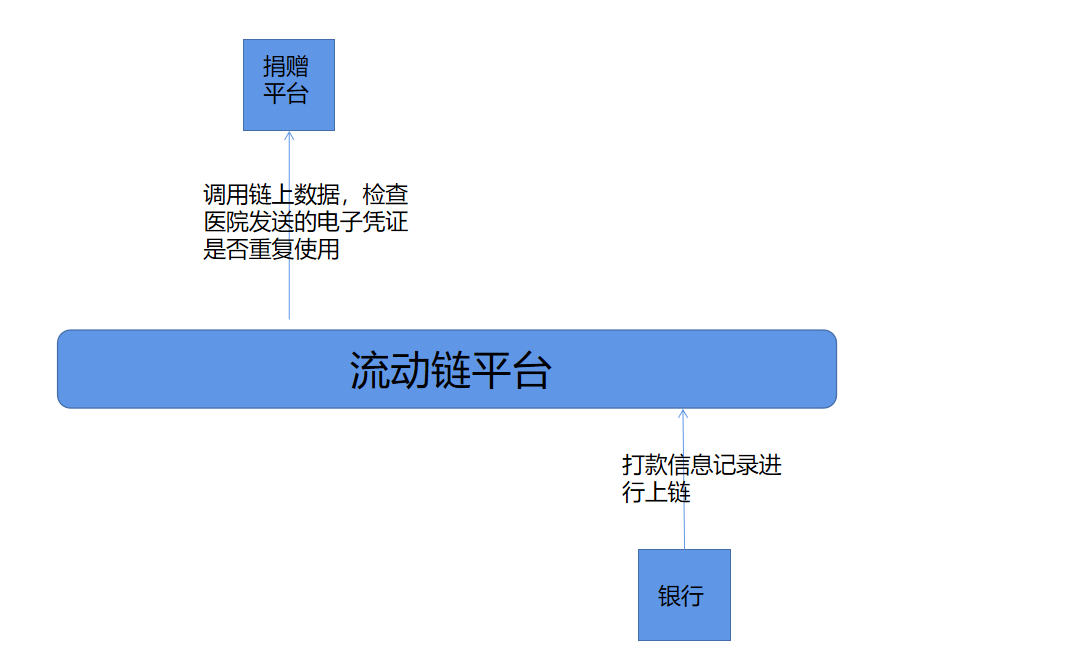 捐赠
平台
调用链上数据，检查
医院发送的电子凭证
是否重复使用
流动链平台
打款信息记录进
行上链
银行